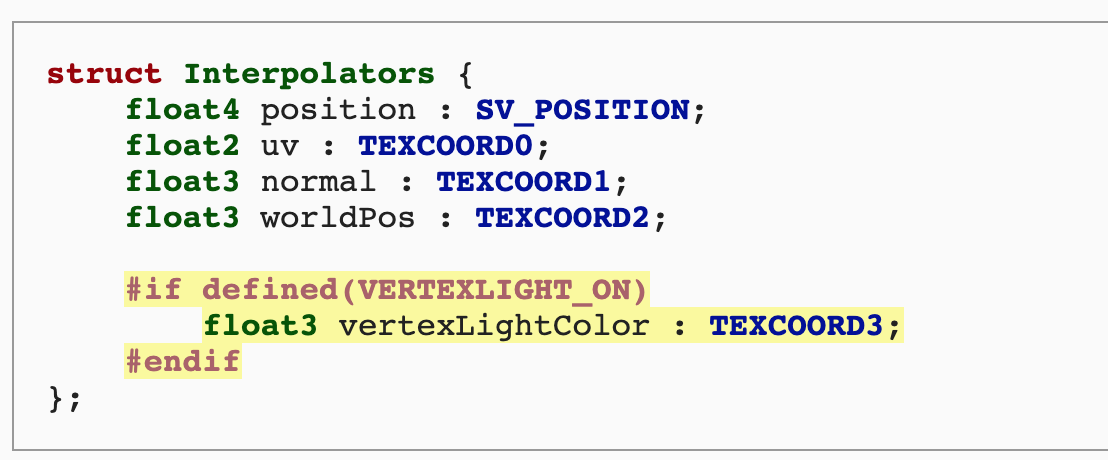 struct Interpolators {
    float4 position : SV_POSITION;
    float2 uv : TEXCOORD0;
    float3 normal : TEXCOORD1;
    float3 worldPos : TEXCOORD2;

    #if defined(VERTEXLIGHT_ON)
        float3 vertexLightColor : TEXCOORD3;
    #endif
};